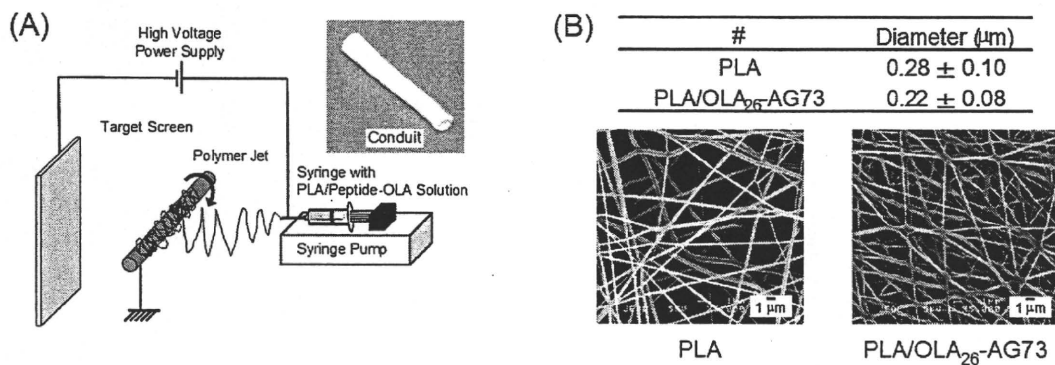 (A)
High Voltage
Power Supply
Target Screen
Polymer Jet
Conduit
Syringe with
PLA/Peptide-OLA Solution
Syringe Pump
(B)
# Diameter (μm)
PLA 0.28 ± 0.10
PLA/OLA26-AG73 0.22 ± 0.08
1 μm
1 μm
PLA
PLA/OLA26-AG73